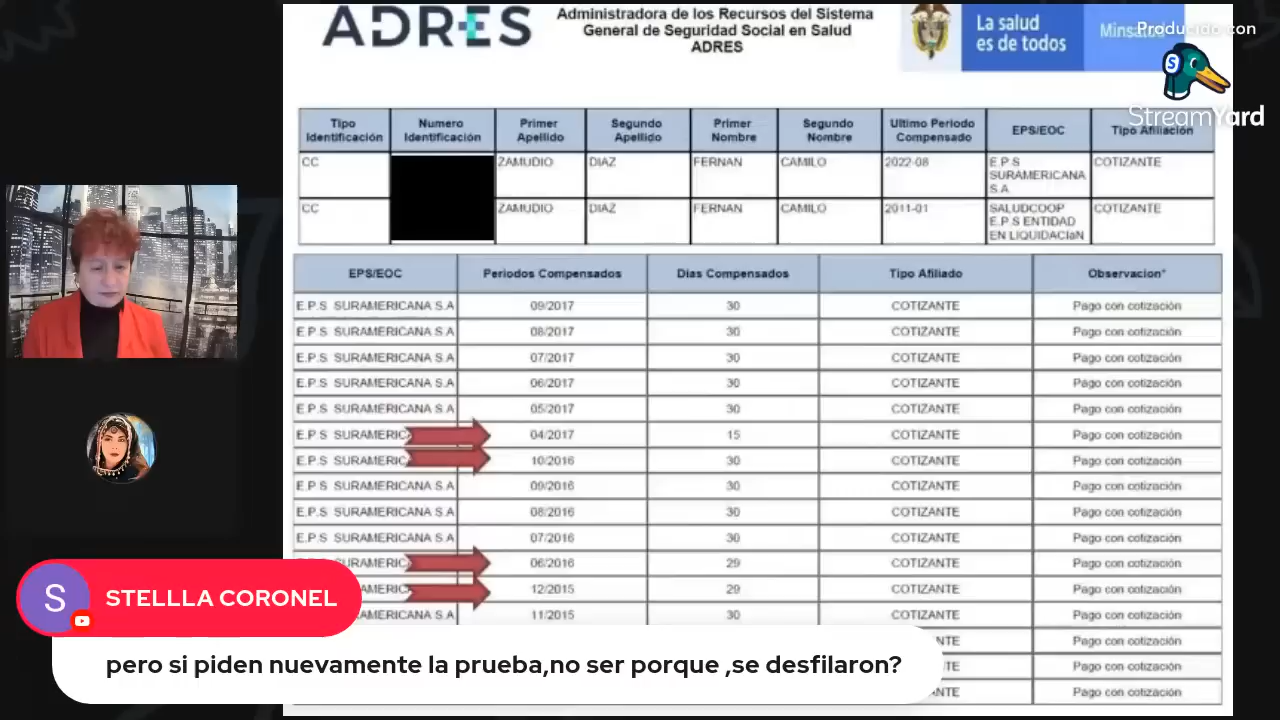 ADRES
Administradora de los Recursos del Sistema
General de Seguridad Social en Salud
ADRES
La salud
es de todos
Producido con
StreamYard
Tipo Identificación Numero Identificación Primer Apellido Segundo Apellido Primer Nombre Segundo Nombre Ultimo Periodo Compensado EPS/EOC Tipo Afiliación
CC ZAMUDIO DIAZ FERNAN CAMILO 2022-08 E.P.S SURAMERICANA S.A COTIZANTE
CC ZAMUDIO DIAZ FERNAN CAMILO 2011-01 SALUDCOOP E.P.S ENTIDAD EN LIQUIDACIóN COTIZANTE
EPS/EOC Periodos Compensados Dias Compensados Tipo Afiliado Observacion*
E.P.S SURAMERICANA S.A 09/2017 30 COTIZANTE Pago con cotización
E.P.S SURAMERICANA S.A 08/2017 30 COTIZANTE Pago con cotización
E.P.S SURAMERICANA S.A 07/2017 30 COTIZANTE Pago con cotización
E.P.S SURAMERICANA S.A 06/2017 30 COTIZANTE Pago con cotización
E.P.S SURAMERICANA S.A 05/2017 30 COTIZANTE Pago con cotización
E.P.S SURAMERIC 04/2017 15 COTIZANTE Pago con cotización
E.P.S SURAMERIC 10/2016 30 COTIZANTE Pago con cotización
E.P.S SURAMERICANA S.A 09/2016 30 COTIZANTE Pago con cotización
E.P.S SURAMERICANA S.A 08/2016 30 COTIZANTE Pago con cotización
E.P.S SURAMERICANA S.A 07/2016 30 COTIZANTE Pago con cotización
RAMERIC 06/2016 29 COTIZANTE Pago con cotización
AMERIC 12/2015 29 COTIZANTE Pago con cotización
AMERICANA S.A 11/2015 30 COTIZANTE Pago con cotización
NTE Pago con cotización
NTE Pago con cotización
NTE Pago con cotización
S
STELLLA CORONEL
pero si piden nuevamente la prueba,no ser porque ,se desfilaron?